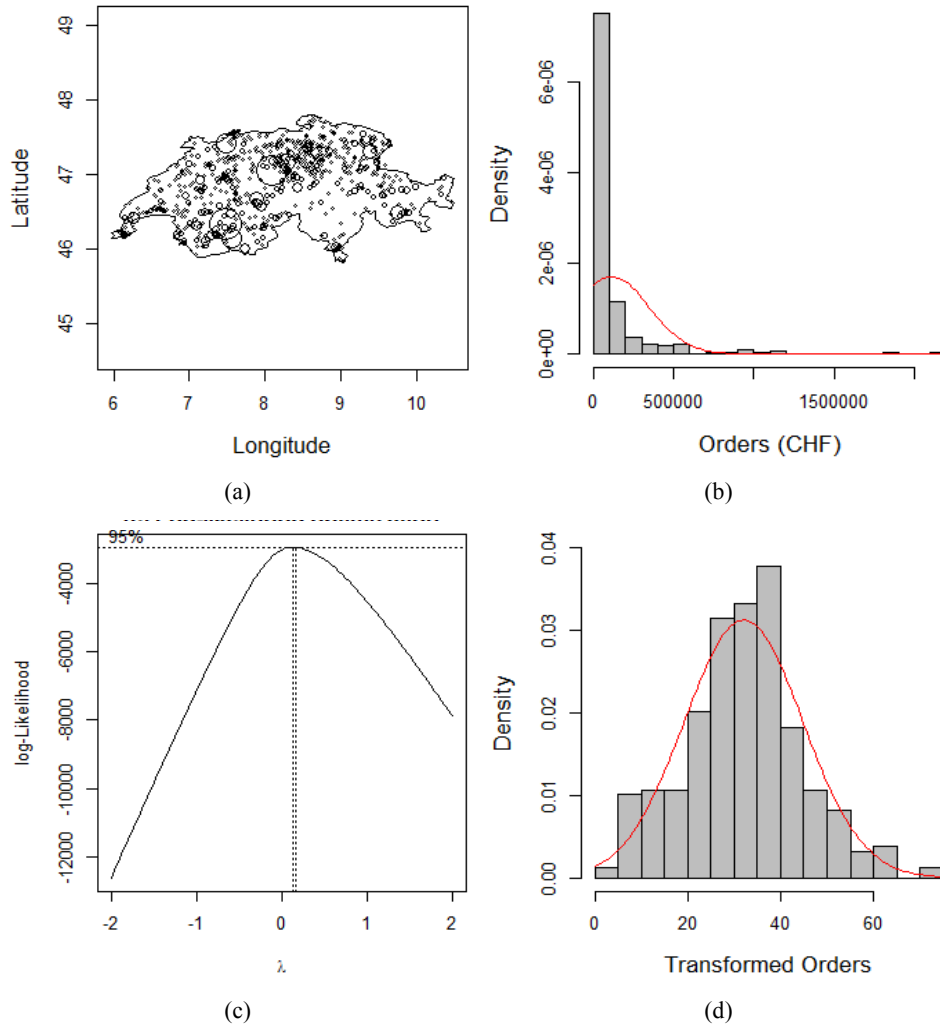 49
48
47
46
45
Latitude
6 7 8 9 10
Longitude
(a)
6e-06
4e-06
2e-06
0e+00
Density
0 500000 1500000
Orders (CHF)
(b)
95%
-4000
-6000
-8000
-10000
-12000
log-Likelihood
-2 -1 0 1 2
λ
(c)
0.04
0.03
0.02
0.01
0.00
Density
0 20 40 60
Transformed Orders
(d)